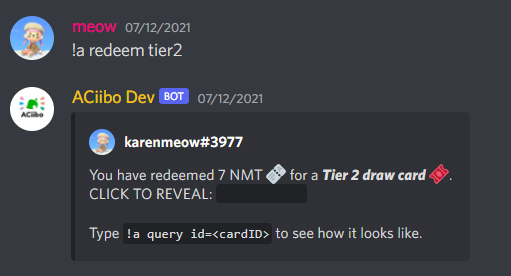 meow 07/12/2021
!a redeem tier2
ACiibo Dev BOT 07/12/2021
ACiibo
karenmeow#3977
You have redeemed 7 NMT for a Tier 2 draw card .
CLICK TO REVEAL:
Type !a query id=<cardID> to see how it looks like.